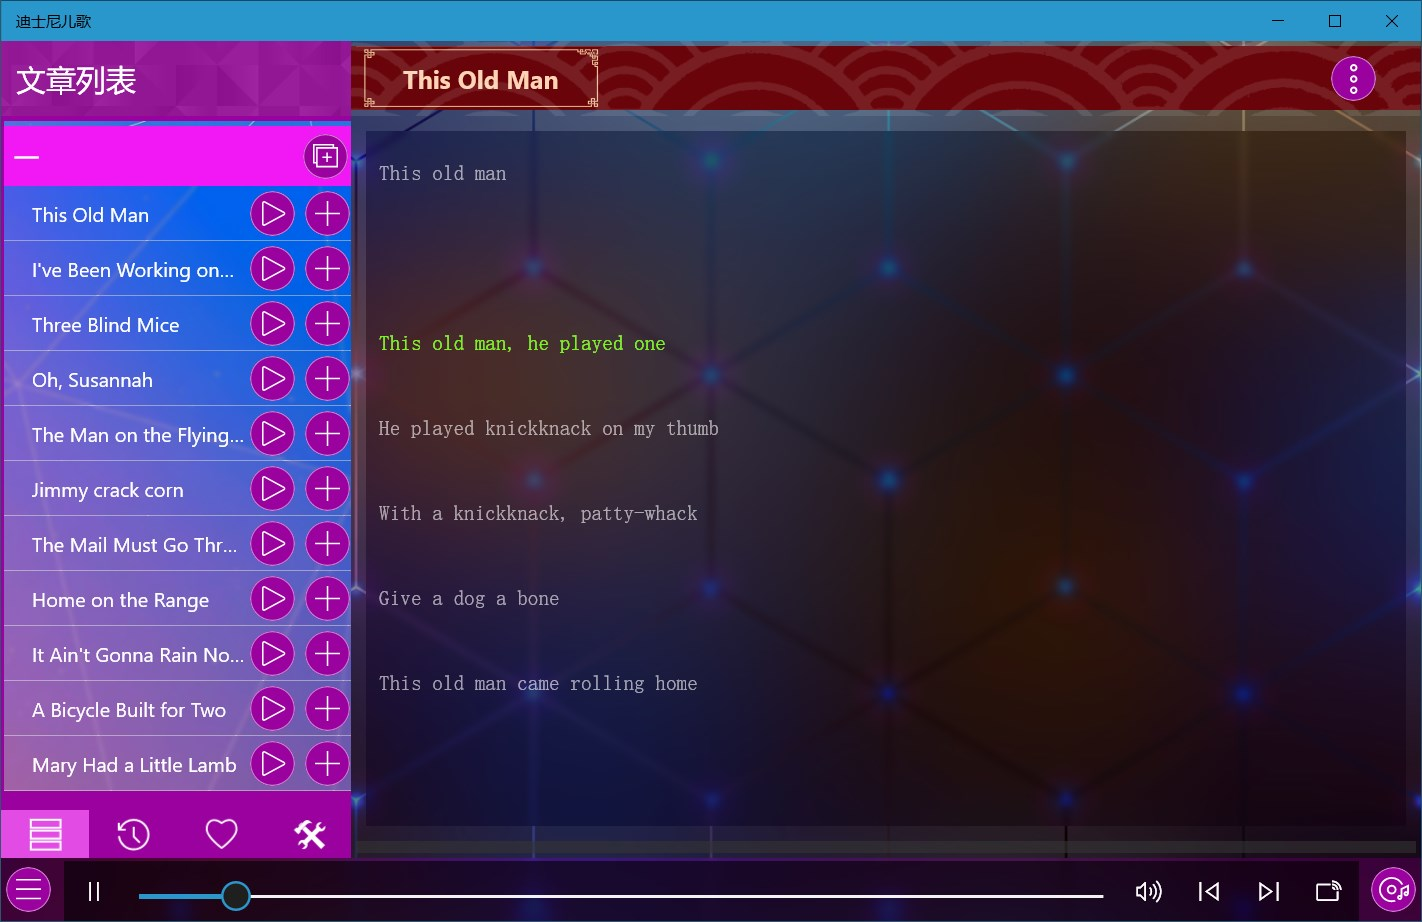 迪士尼儿歌
文章列表
This Old Man
This Old Man
I've Been Working on...
Three Blind Mice
Oh, Susannah
The Man on the Flying...
Jimmy crack corn
The Mail Must Go Thr...
Home on the Range
It Ain't Gonna Rain No...
A Bicycle Built for Two
Mary Had a Little Lamb
This old man
This old man, he played one
He played knickknack on my thumb
With a knickknack, patty-whack
Give a dog a bone
This old man came rolling home